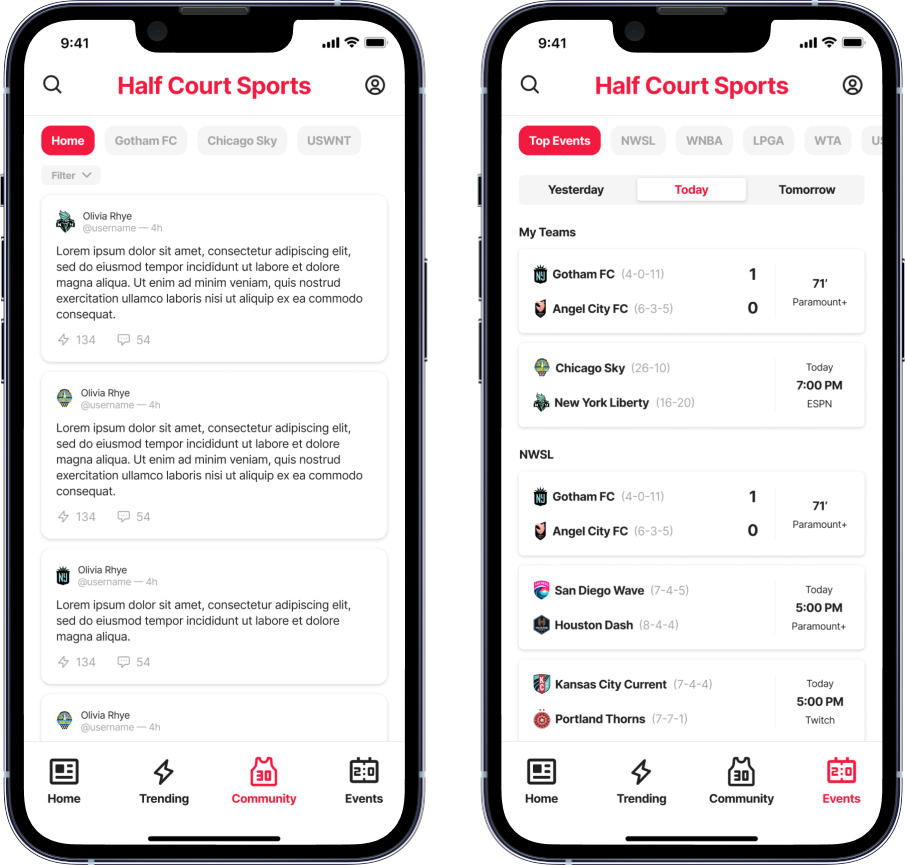 9:41
Half Court Sports
Home Gotham FC Chicago Sky USWNT
Filter
Olivia Rhye
@username — 4h
Lorem ipsum dolor sit amet, consectetur adipiscing elit,
sed do eiusmod tempor incididunt ut labore et dolore
magna aliqua. Ut enim ad minim veniam, quis nostrud
exercitation ullamco laboris nisi ut aliquip ex ea commodo
consequat.
134 54
Olivia Rhye
@username — 4h
Lorem ipsum dolor sit amet, consectetur adipiscing elit,
sed do eiusmod tempor incididunt ut labore et dolore
magna aliqua. Ut enim ad minim veniam, quis nostrud
exercitation ullamco laboris nisi ut aliquip ex ea commodo
consequat.
134 54
Olivia Rhye
@username — 4h
Lorem ipsum dolor sit amet, consectetur adipiscing elit,
sed do eiusmod tempor incididunt ut labore et dolore
magna aliqua.
134 54
Olivia Rhye
@username — 4h
30 2:0
Home Trending Community Events
9:41
Half Court Sports
Top Events NWSL WNBA LPGA WTA US
Yesterday Today Tomorrow
My Teams
NY Gotham FC (4-0-11) 1
Angel City FC (6-3-5) 0
71’
Paramount+
Chicago Sky (26-10)
New York Liberty (16-20)
Today
7:00 PM
ESPN
NWSL
NY Gotham FC (4-0-11) 1
Angel City FC (6-3-5) 0
71’
Paramount+
San Diego Wave (7-4-5)
Houston Dash (8-4-4)
Today
5:00 PM
Paramount+
Kansas City Current (7-4-4)
Portland Thorns (7-7-1)
Today
5:00 PM
Twitch
30 2:0
Home Trending Community Events